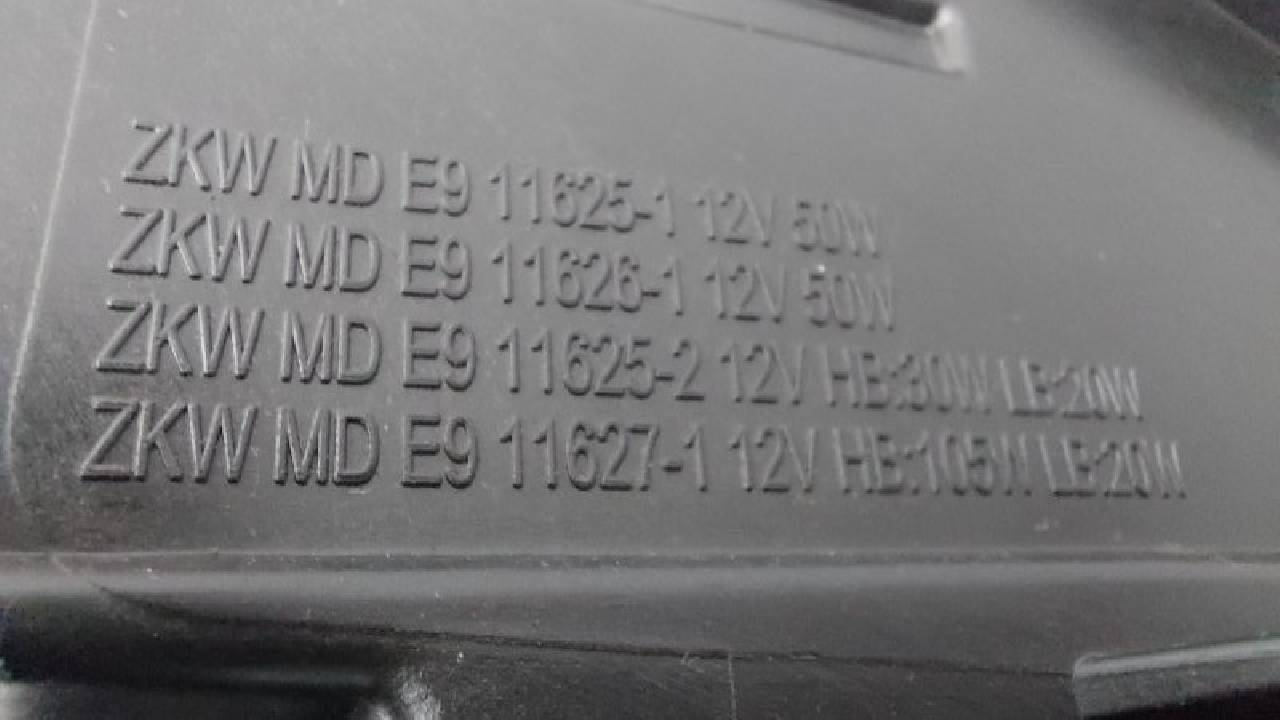 ZKW MD E9 11625-1 12V 50W
ZKW MD E9 11626-1 12V 50W
ZKW MD E9 11625-2 12V HB:30W LB:20W
ZKW MD E9 11627-1 12V HB:105W LB:20W